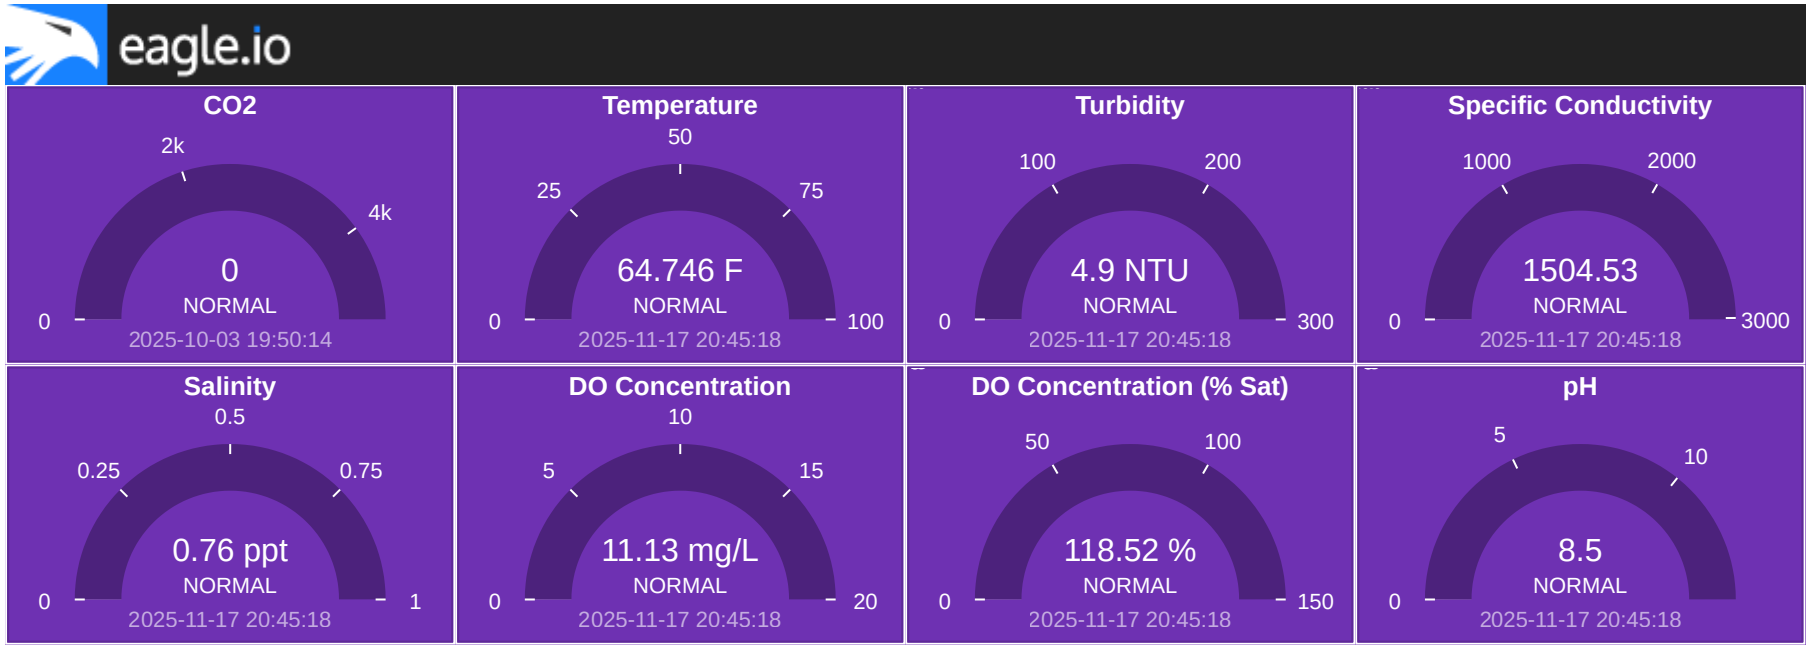 eagle.io
CO2
2k
4k
0
0
NORMAL
2025-10-03 19:50:14
Temperature
50
25
75
64.746 F
NORMAL
0
100
2025-11-17 20:45:18
Turbidity
100
200
4.9 NTU
NORMAL
0
300
2025-11-17 20:45:18
Specific Conductivity
1000
2000
1504.53
NORMAL
0
3000
2025-11-17 20:45:18
Salinity
0.5
0.25
0.75
0.76 ppt
NORMAL
0
1
2025-11-17 20:45:18
DO Concentration
10
5
15
11.13 mg/L
NORMAL
0
20
2025-11-17 20:45:18
DO Concentration (% Sat)
50
100
118.52 %
NORMAL
0
150
2025-11-17 20:45:18
pH
5
10
8.5
NORMAL
0
2025-11-17 20:45:18